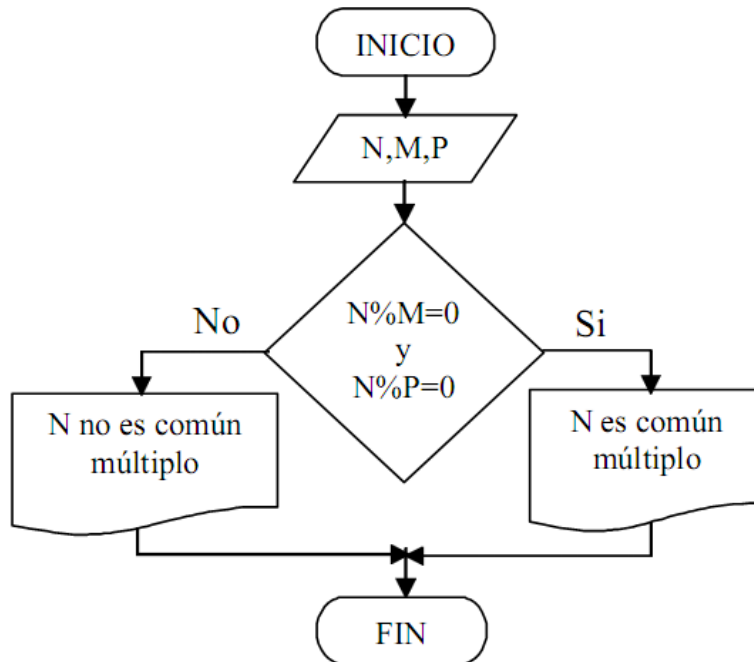 INICIO
N,M,P
N%M=0
y
N%P=0
No
Si
N no es común
múltiplo
N es común
múltiplo
FIN